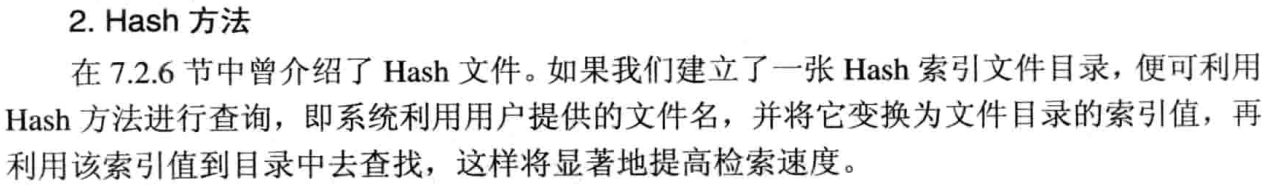 2. Hash 方法
在 7.2.6 节中曾介绍了 Hash 文件。如果我们建立了一张 Hash 索引文件目录，便可利用
Hash 方法进行查询，即系统利用用户提供的文件名，并将它变换为文件目录的索引值，再
利用该索引值到目录中去查找，这样将显著地提高检索速度。